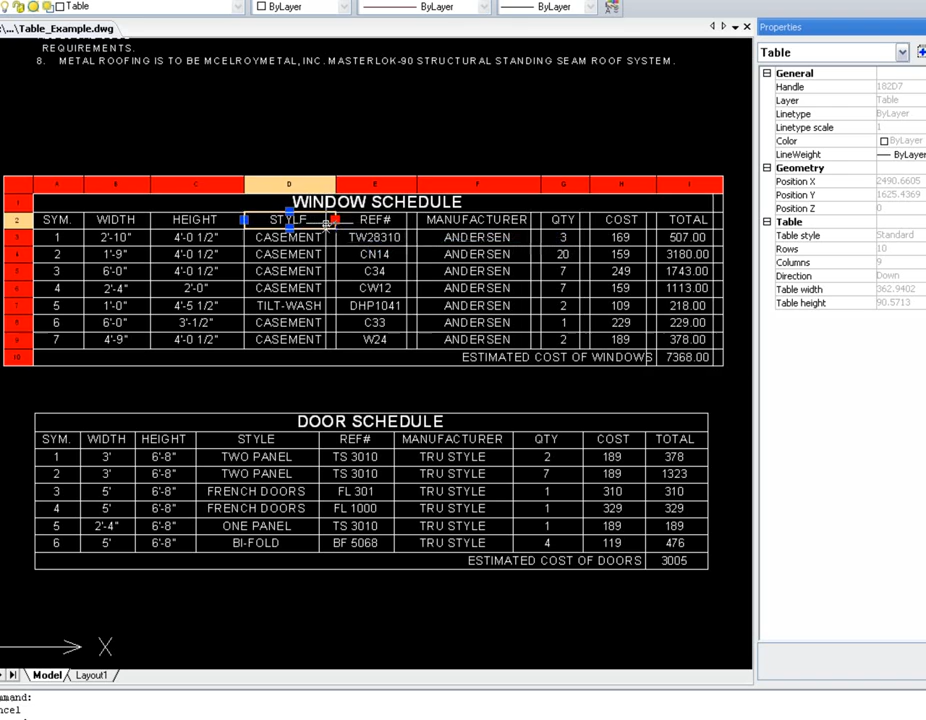 Table ByLayer ByLayer ByLayer
:\...\Table_Example.dwg
Properties
REQUIREMENTS.
8. METAL ROOFING IS TO BE MCELROYMETAL, INC. MASTERLOK-90 STRUCTURAL STANDING SEAM ROOF SYSTEM.
Table
General
Handle 182D7
Layer Table
Linetype ByLayer
Linetype scale 1
Color ByLayer
LineWeight ByLayer
Geometry
Position X 2490.6605
Position Y 1625.4369
Position Z 0
Table
Table style Standard
Rows 10
Columns 9
Direction Down
Table width 362.9402
Table height 90.5713
A B C D E F G H I
1 WINDOW SCHEDULE
2 SYM. WIDTH HEIGHT STYLE REF# MANUFACTURER QTY COST TOTAL
3 1 2'-10" 4'-0 1/2" CASEMENT TW28310 ANDERSEN 3 169 507.00
4 2 1'-9" 4'-0 1/2" CASEMENT CN14 ANDERSEN 20 159 3180.00
5 3 6'-0" 4'-0 1/2" CASEMENT C34 ANDERSEN 7 249 1743.00
6 4 2'-4" 2'-0" CASEMENT CW12 ANDERSEN 7 159 1113.00
7 5 1'-0" 4'-5 1/2" TILT-WASH DHP1041 ANDERSEN 2 109 218.00
8 6 6'-0" 3'-1/2" CASEMENT C33 ANDERSEN 1 229 229.00
9 7 4'-9" 4'-0 1/2" CASEMENT W24 ANDERSEN 2 189 378.00
10 ESTIMATED COST OF WINDOWS 7368.00
DOOR SCHEDULE
SYM. WIDTH HEIGHT STYLE REF# MANUFACTURER QTY COST TOTAL
1 3' 6'-8" TWO PANEL TS 3010 TRU STYLE 2 189 378
2 3' 6'-8" TWO PANEL TS 3010 TRU STYLE 7 189 1323
3 5' 6'-8" FRENCH DOORS FL 301 TRU STYLE 1 310 310
4 5' 6'-8" FRENCH DOORS FL 1000 TRU STYLE 1 329 329
5 2'-4" 6'-8" ONE PANEL TS 3010 TRU STYLE 1 189 189
6 5' 6'-8" BI-FOLD BF 5068 TRU STYLE 4 119 476
ESTIMATED COST OF DOORS 3005
X
Model Layout1
mmand:
ncel